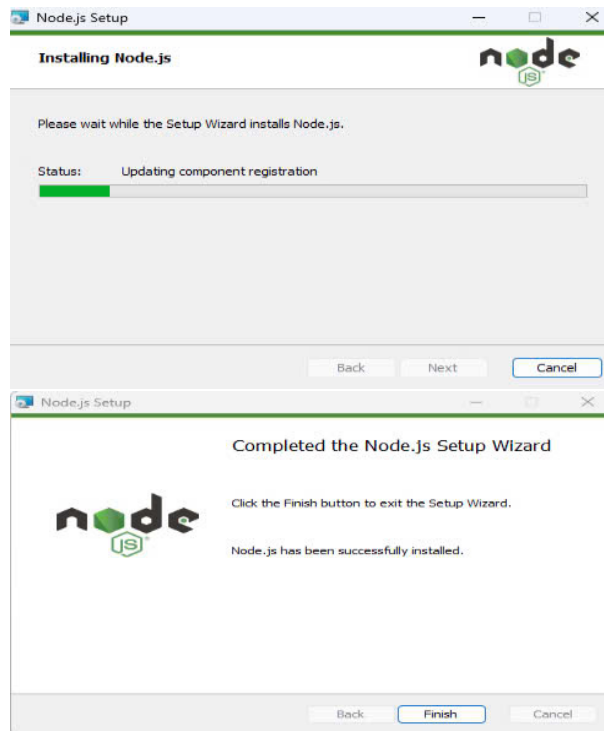 Node.js Setup
Installing Node.js
node
JS
Please wait while the Setup Wizard installs Node.js.
Status: Updating component registration
Back Next Cancel
Node.js Setup
Completed the Node.js Setup Wizard
Click the Finish button to exit the Setup Wizard.
node
JS
Node.js has been successfully installed.
Back Finish Cancel